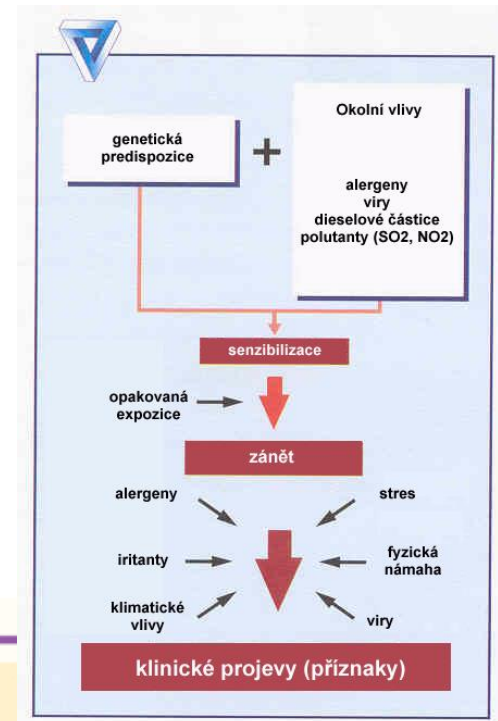 genetická
predispozice
+
Okolní vlivy
alergeny
viry
dieselové částice
polutanty (SO2, NO2)
senzibilizace
opakovaná
expozice
zánět
alergeny
stres
iritanty
fyzická
námaha
klimatické
vlivy
viry
klinické projevy (příznaky)